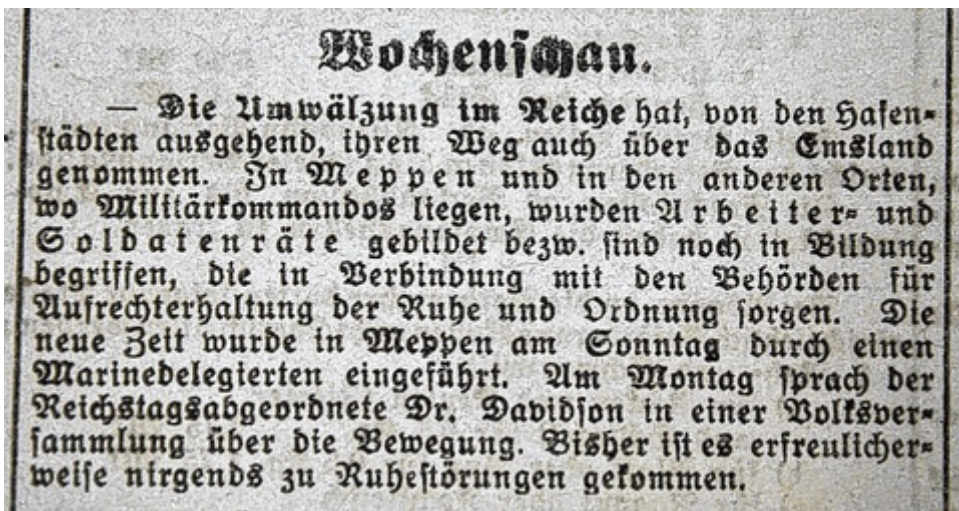 Wochenschau.
— Die Umwälzung im Reiche hat, von den Hafen-
städten ausgehend, ihren Weg auch über das Emsland
genommen. In Meppen und in den anderen Orten,
wo Militärkommandos liegen, wurden Arbeiter- und
Soldatenräte gebildet bezw. sind noch in Bildung
begriffen, die in Verbindung mit den Behörden für
Aufrechterhaltung der Ruhe und Ordnung sorgen. Die
neue Zeit wurde in Meppen am Sonntag durch einen
Marinedelegierten eingeführt. Am Montag sprach der
Reichstagsabgeordnete Dr. Davidson in einer Volksver-
sammlung über die Bewegung. Bisher ist es erfreulicher-
weise nirgends zu Ruhestörungen gekommen.